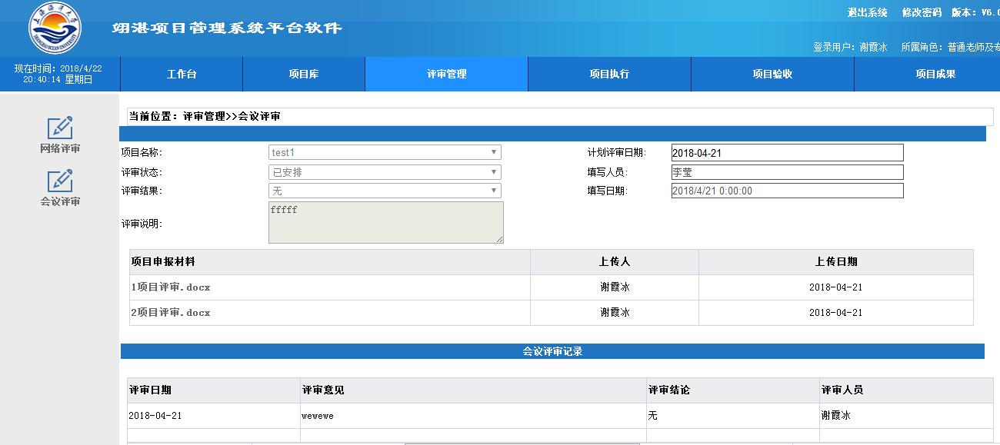 退出系统 修改密码 版本：V6.0
翊湛项目管理系统平台软件
登录用户：谢霞冰 所属角色：普通老师及专
现在时间：2018/4/22
20:40:14 星期日
工作台 项目库 评审管理 项目执行 项目验收 项目成果
当前位置：评审管理>>会议评审
网络评审
会议评审
项目名称: test1 计划评审日期: 2018-04-21
评审状态: 已安排 填写人员: 李莹
评审结果: 无 填写日期: 2018/4/21 0:00:00
评审说明: fffff
项目申报材料 上传人 上传日期
1项目评审.docx 谢霞冰 2018-04-21
2项目评审.docx 谢霞冰 2018-04-21
会议评审记录
评审日期 评审意见 评审结论 评审人员
2018-04-21 wewewe 无 谢霞冰